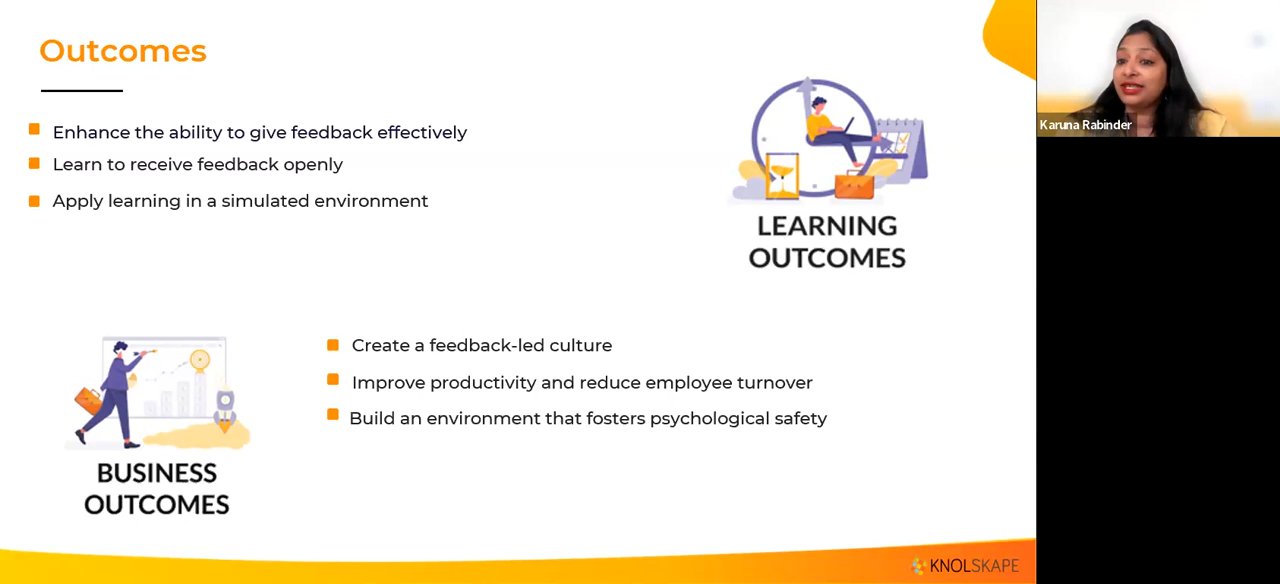 Outcomes
Enhance the ability to give feedback effectively
Learn to receive feedback openly
Apply learning in a simulated environment
LEARNING
OUTCOMES
Karuna Rabinder
Create a feedback-led culture
Improve productivity and reduce employee turnover
Build an environment that fosters psychological safety
BUSINESS
OUTCOMES
KNOLSKAPE